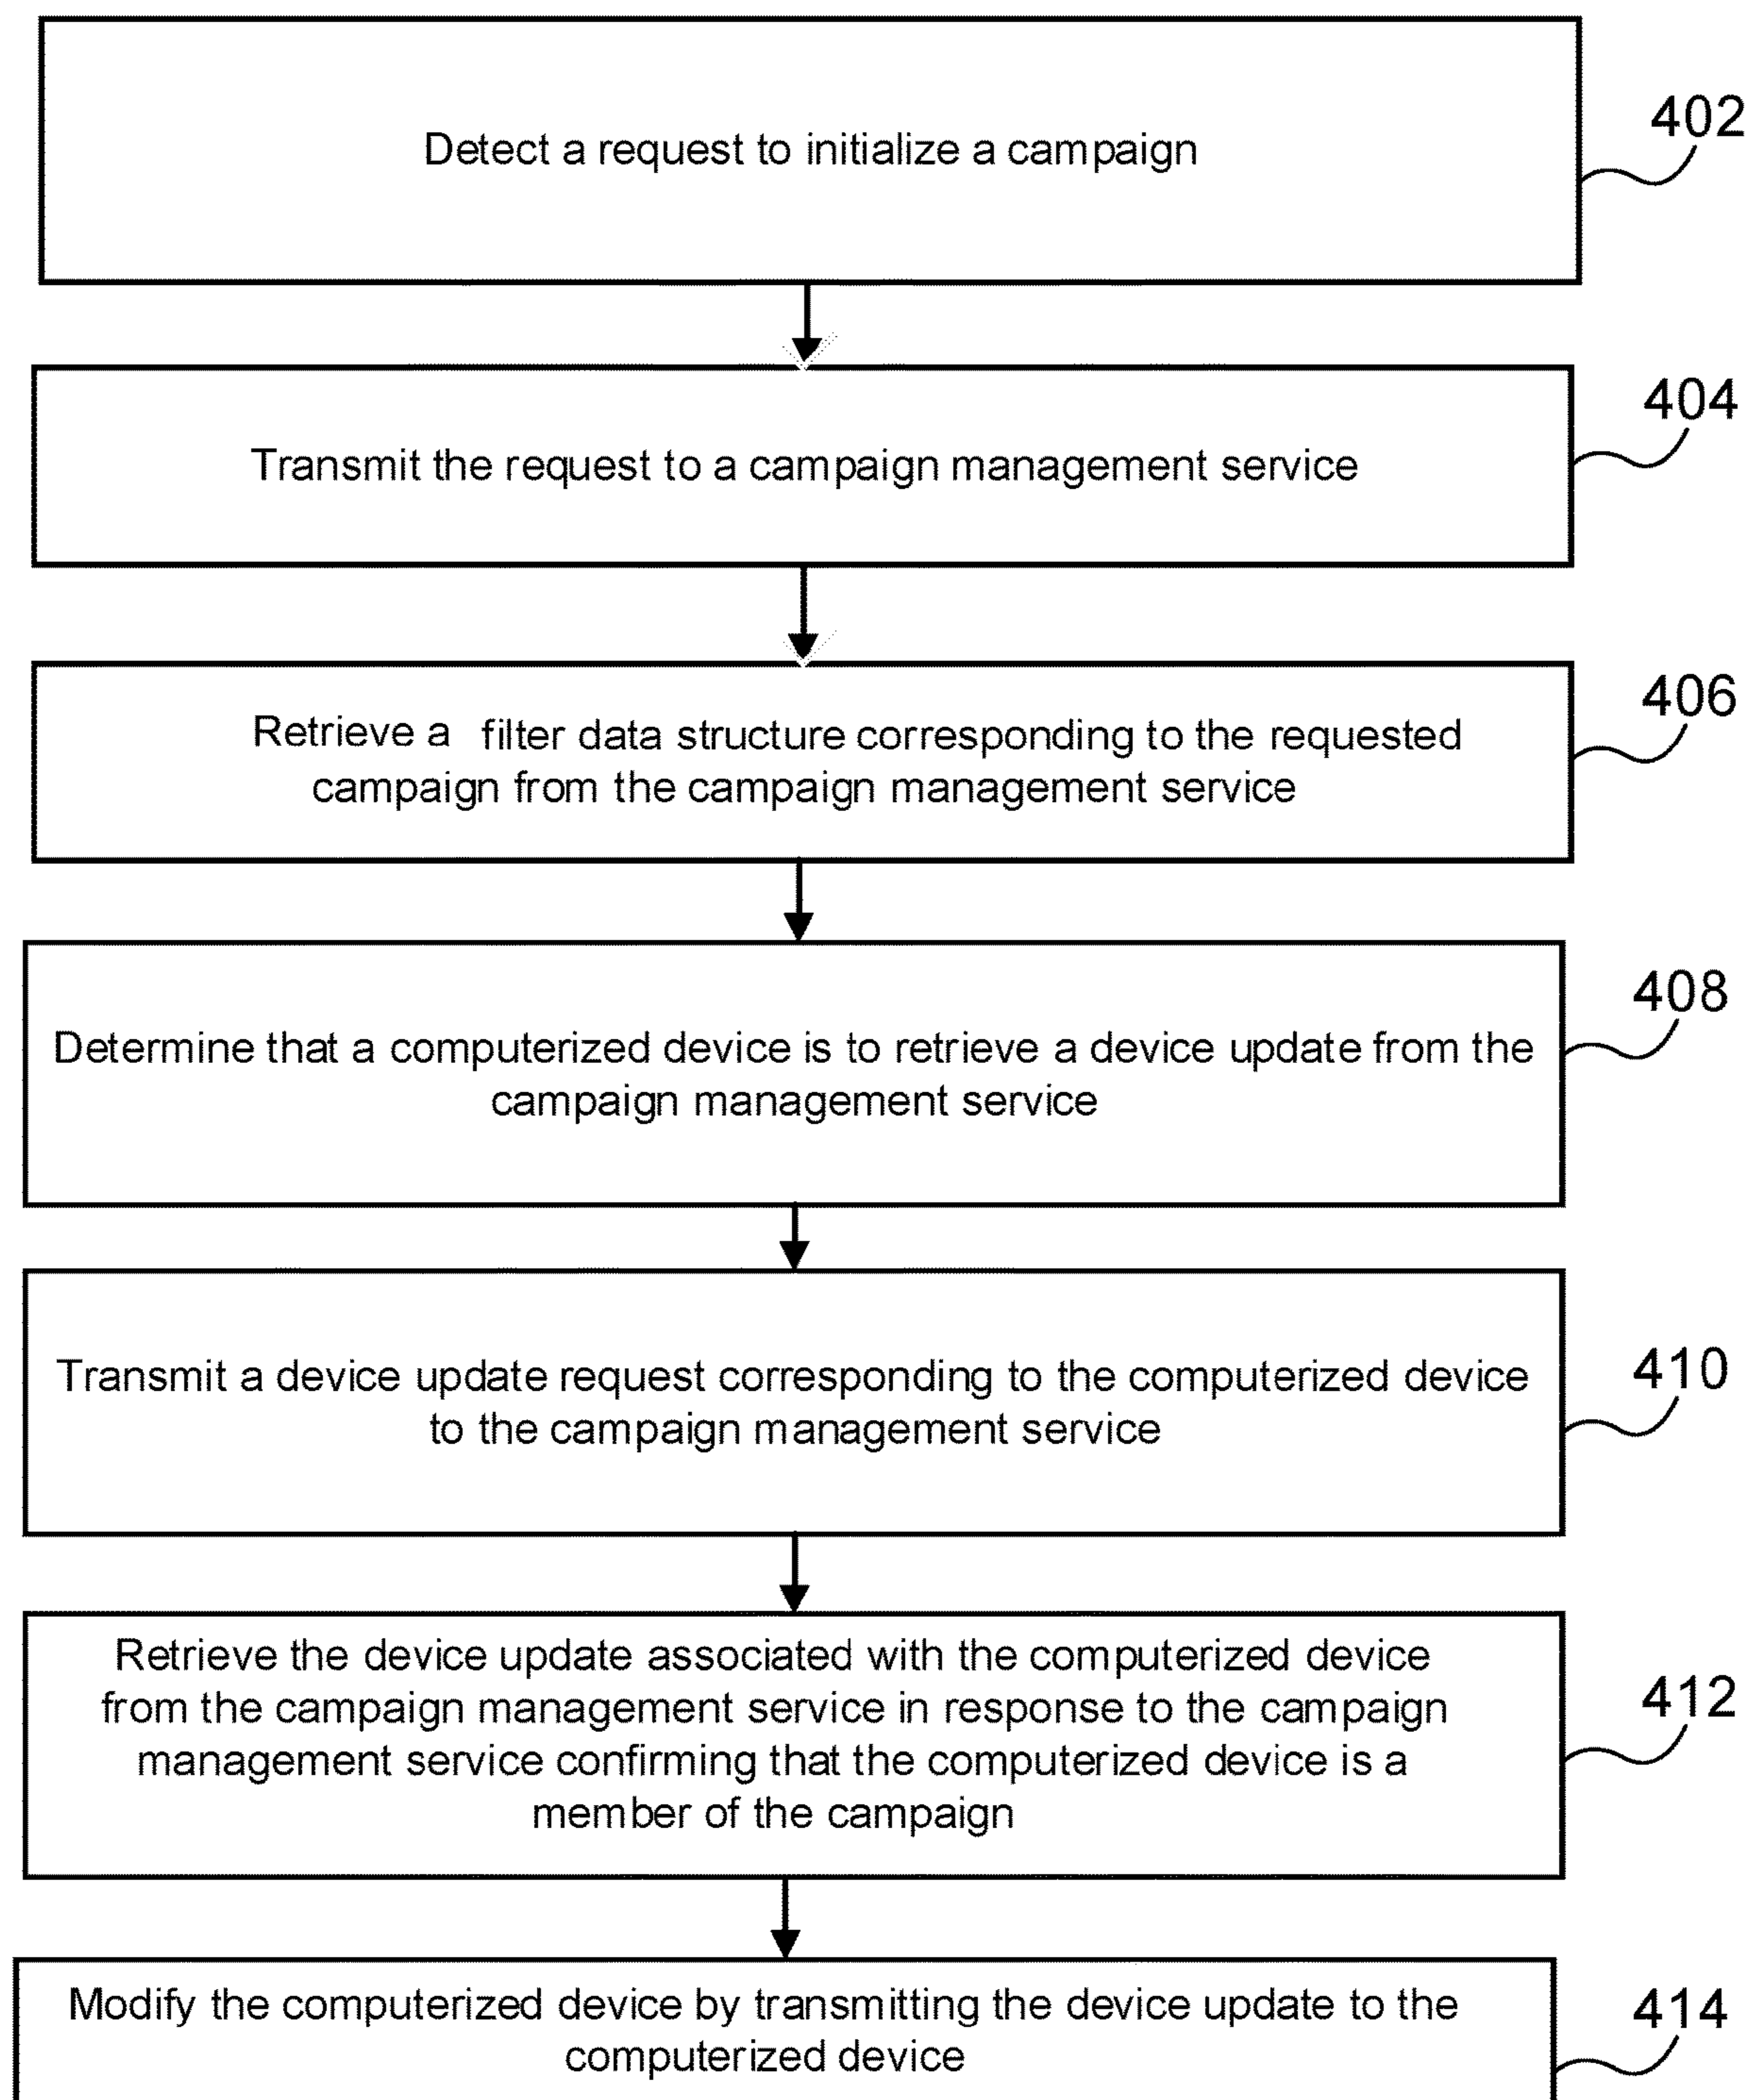 Detect a request to initialize a campaign
402
Transmit the request to a campaign management service
404
Retrieve a filter data structure corresponding to the requested
campaign from the campaign management service
406
Determine that a computerized device is to retrieve a device update from the
campaign management service
408
Transmit a device update request corresponding to the computerized device
to the campaign management service
410
Retrieve the device update associated with the computerized device
from the campaign management service in response to the campaign
management service confirming that the computerized device is a
member of the campaign
412
Modify the computerized device by transmitting the device update to the
computerized device
414